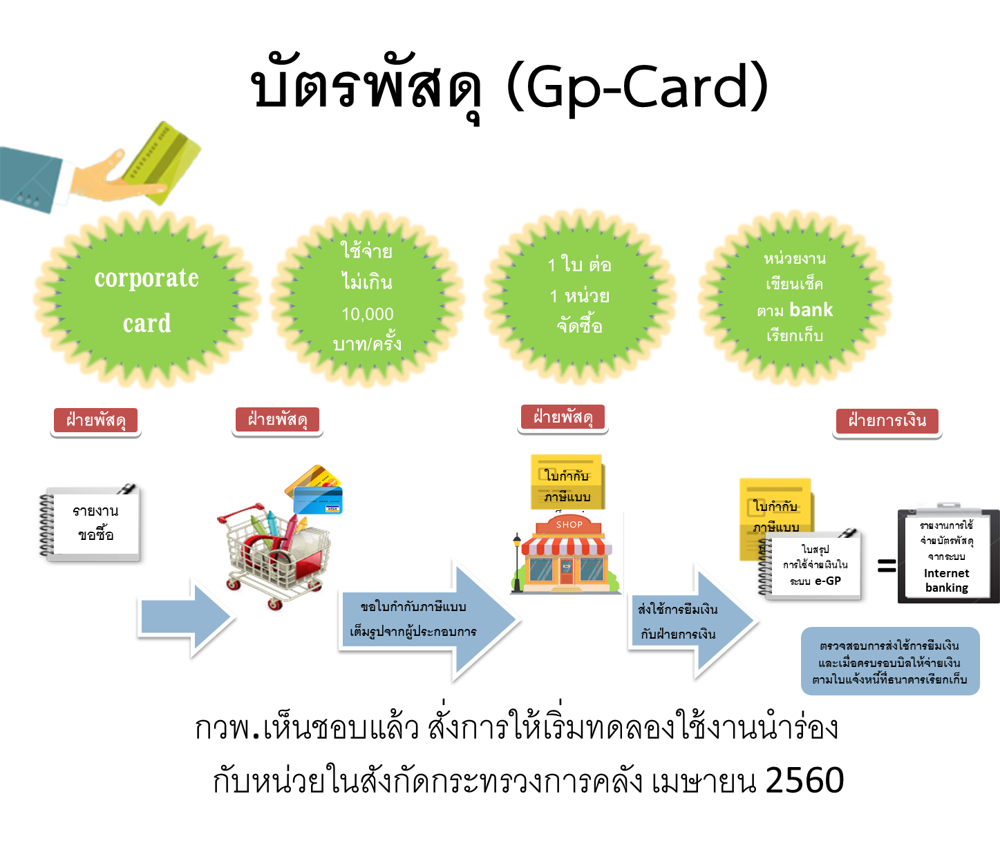 บัตรพัสดุ (Gp-Card)
corporate
card
ใช้จ่าย
ไม่เกิน
10,000
บาท/ครั้ง
1 ใบ ต่อ
1 หน่วย
จัดซื้อ
หน่วยงาน
เขียนเช็ค
ตาม bank
เรียกเก็บ
ฝ่ายพัสดุ
ฝ่ายพัสดุ
ฝ่ายพัสดุ
ฝ่ายการเงิน
รายงาน
ขอซื้อ
VISA
ขอใบกำกับภาษีแบบ
เต็มรูปจากผู้ประกอบการ
ใบกำกับ
ภาษีแบบ
SHOP
ส่งใช้การยืมเงิน
กับฝ่ายการเงิน
ใบกำกับ
ภาษีแบบ
ใบสรุป
การใช้จ่ายเงินใน
ระบบ e-GP
=
รายงานการใช้
จ่ายบัตรพัสดุ
จากระบบ
Internet
banking
ตรวจสอบการส่งใช้การยืมเงิน
และเมื่อครบรอบบิลให้จ่ายเงิน
ตามใบแจ้งหนี้ที่ธนาคารเรียกเก็บ
กวพ.เห็นชอบแล้ว สั่งการให้เริ่มทดลองใช้งานนำร่อง
กับหน่วยในสังกัดกระทรวงการคลัง เมษายน 2560